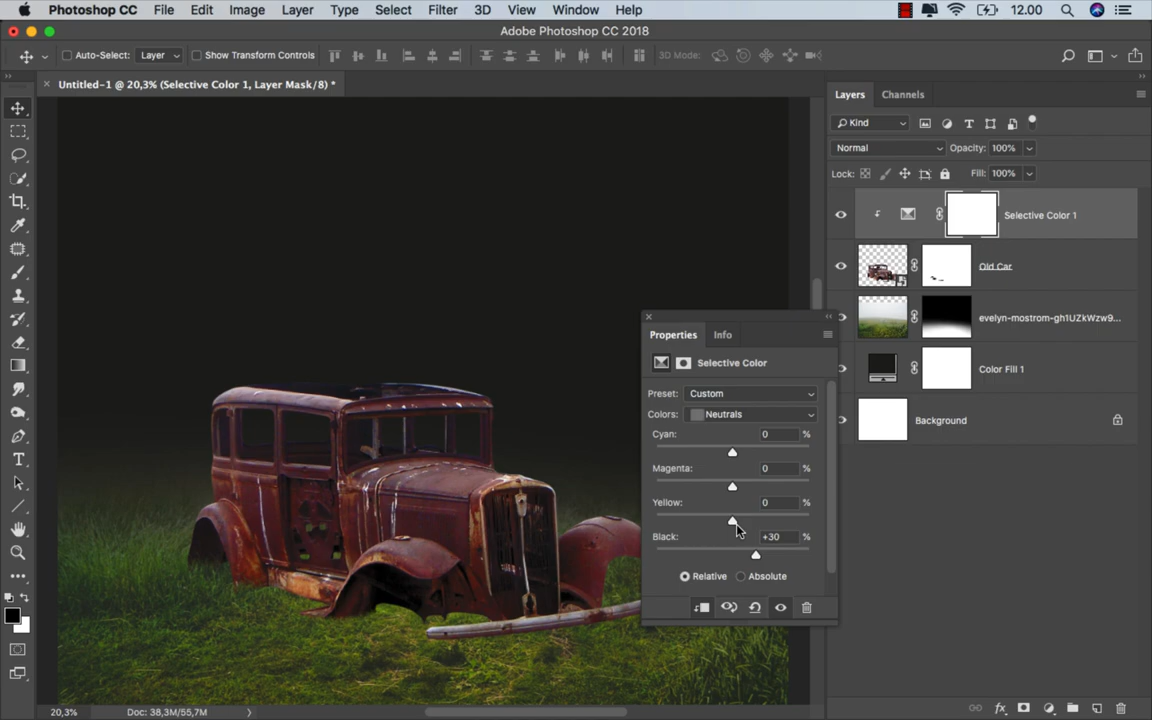 Photoshop CC File Edit Image Layer Type Select Filter 3D View Window Help 12.00
Adobe Photoshop CC 2018
Auto-Select: Layer Show Transform Controls 3D Mode:
× Untitled-1 @ 20,3% (Selective Color 1, Layer Mask/8) *
Layers Channels
Kind
Normal Opacity: 100%
Lock: Fill: 100%
Selective Color 1
Old Car
evelyn-mostrom-gh1UZkWzw9...
Color Fill 1
Background
Properties Info
Selective Color
Preset: Custom
Colors: Neutrals
Cyan: 0 %
Magenta: 0 %
Yellow: 0 %
Black: +30 %
Relative Absolute
20,3% Doc: 38,3M/55,7M